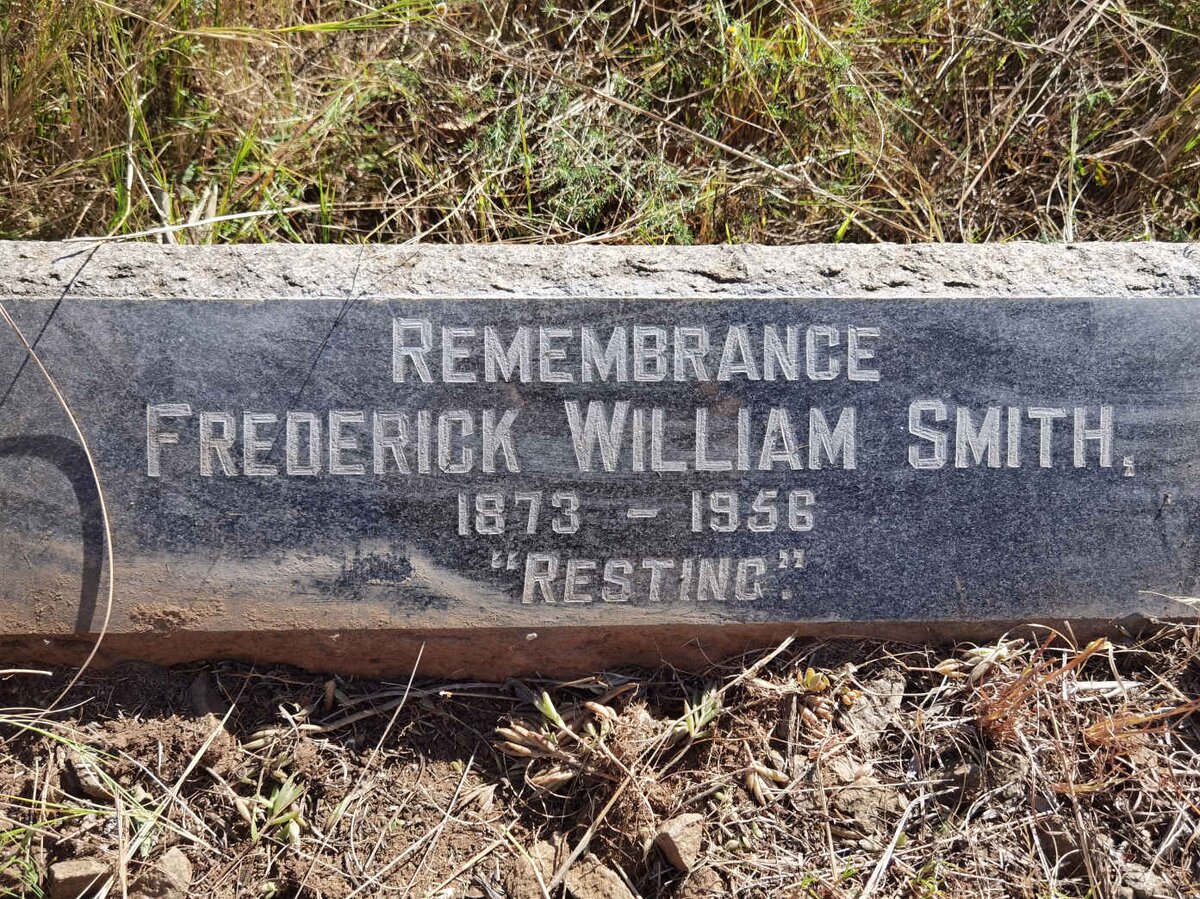 REMEMBRANCE
FREDERICK WILLIAM SMITH,
1873 – 1956
"RESTING."